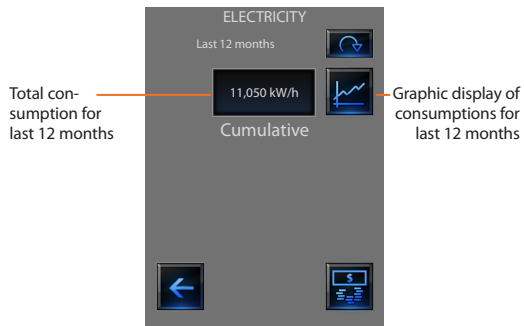 ELECTRICITY
Last 12 months
11,050 kW/h
Cumulative
Total con-
sumption for
last 12 months
Graphic display of
consumptions for
last 12 months
$